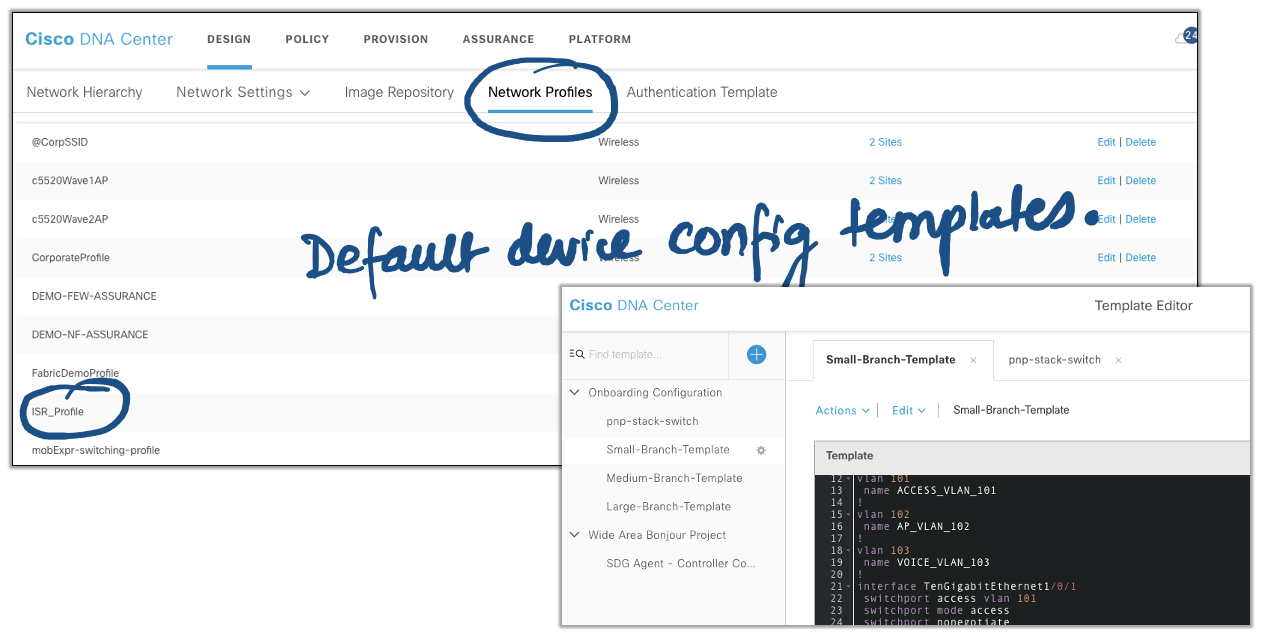 Cisco DNA Center DESIGN POLICY PROVISION ASSURANCE PLATFORM 24
Network Hierarchy Network Settings Image Repository Network Profiles Authentication Template
@CorpSSID Wireless 2 Sites Edit | Delete
c5520Wave1AP Wireless 2 Sites Edit | Delete
c5520Wave2AP Wireless Edit | Delete
Default device config templates.
CorporateProfile 2 Sites Edit | Delete
DEMO-FEW-ASSURANCE
DEMO-NF-ASSURANCE
FabricDemoProfile
ISR_Profile
mobExpr-switching-profile
Cisco DNA Center Template Editor
Find template...
Onboarding Configuration
pnp-stack-switch
Small-Branch-Template
Medium-Branch-Template
Large-Branch-Template
Wide Area Bonjour Project
SDG Agent - Controller Co...
Small-Branch-Template × pnp-stack-switch ×
Actions Edit Small-Branch-Template
Template
12 vlan 101
13 name ACCESS_VLAN_101
14 !
15 vlan 102
16 name AP_VLAN_102
17 !
18 vlan 103
19 name VOICE_VLAN_103
20 !
21 interface TenGigabitEthernet1/0/1
22 switchport access vlan 101
23 switchport mode access
24 switchport nonegotiate